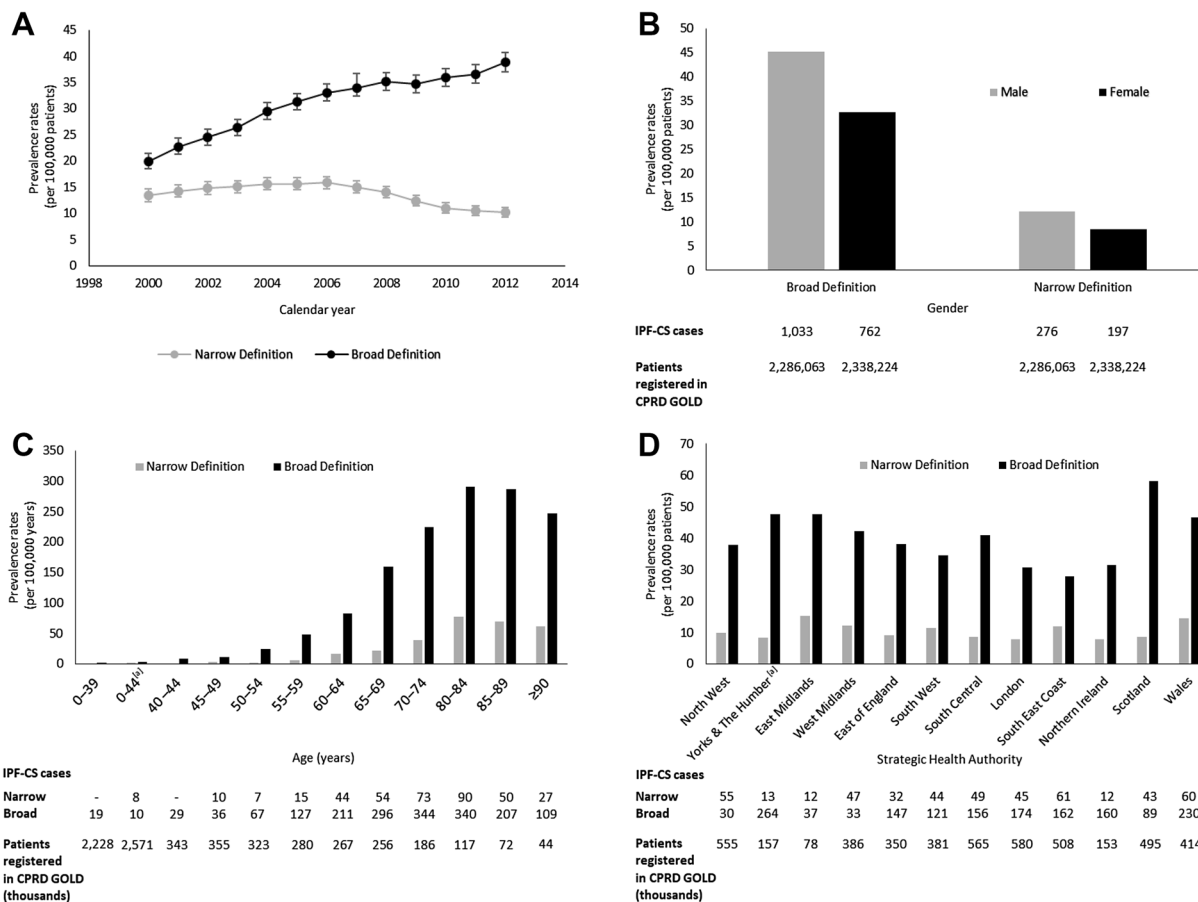 A
Prevalence rates
(per 100,000 patients)
45
40
35
30
25
20
15
10
5
0
1998 2000 2002 2004 2006 2008 2010 2012 2014
Calendar year
Narrow Definition Broad Definition
B
Prevalence rates
(per 100,000 patients)
50
45
40
35
30
25
20
15
10
5
0
Male Female
Broad Definition Narrow Definition
Gender
IPF-CS cases 1,033 762 276 197
Patients 2,286,063 2,338,224 2,286,063 2,338,224
registered in
CPRD GOLD
C
Prevalence rates
(per 100,000 years)
350
300
250
200
150
100
50
0
Narrow Definition Broad Definition
0–39 0-44[a] 40–44 45–49 50–54 55–59 60–64 65–69 70–74 80–84 85–89 ≥90
Age (years)
IPF-CS cases
Narrow - 8 - 10 7 15 44 54 73 90 50 27
Broad 19 10 29 36 67 127 211 296 344 340 207 109
Patients 2,228 2,571 343 355 323 280 267 256 186 117 72 44
registered
in CPRD GOLD
(thousands)
D
Prevalence rates
(per 100,000 patients)
70
60
50
40
30
20
10
0
Narrow Definition Broad Definition
North West Yorks & The Humber[a] East Midlands West Midlands East of England South West South Central London South East Coast Northern Ireland Scotland Wales
Strategic Health Authority
IPF-CS cases
Narrow 55 13 12 47 32 44 49 45 61 12 43 60
Broad 30 264 37 33 147 121 156 174 162 160 89 230
Patients 555 157 78 386 350 381 565 580 508 153 495 414
registered
in CPRD GOLD
(thousands)